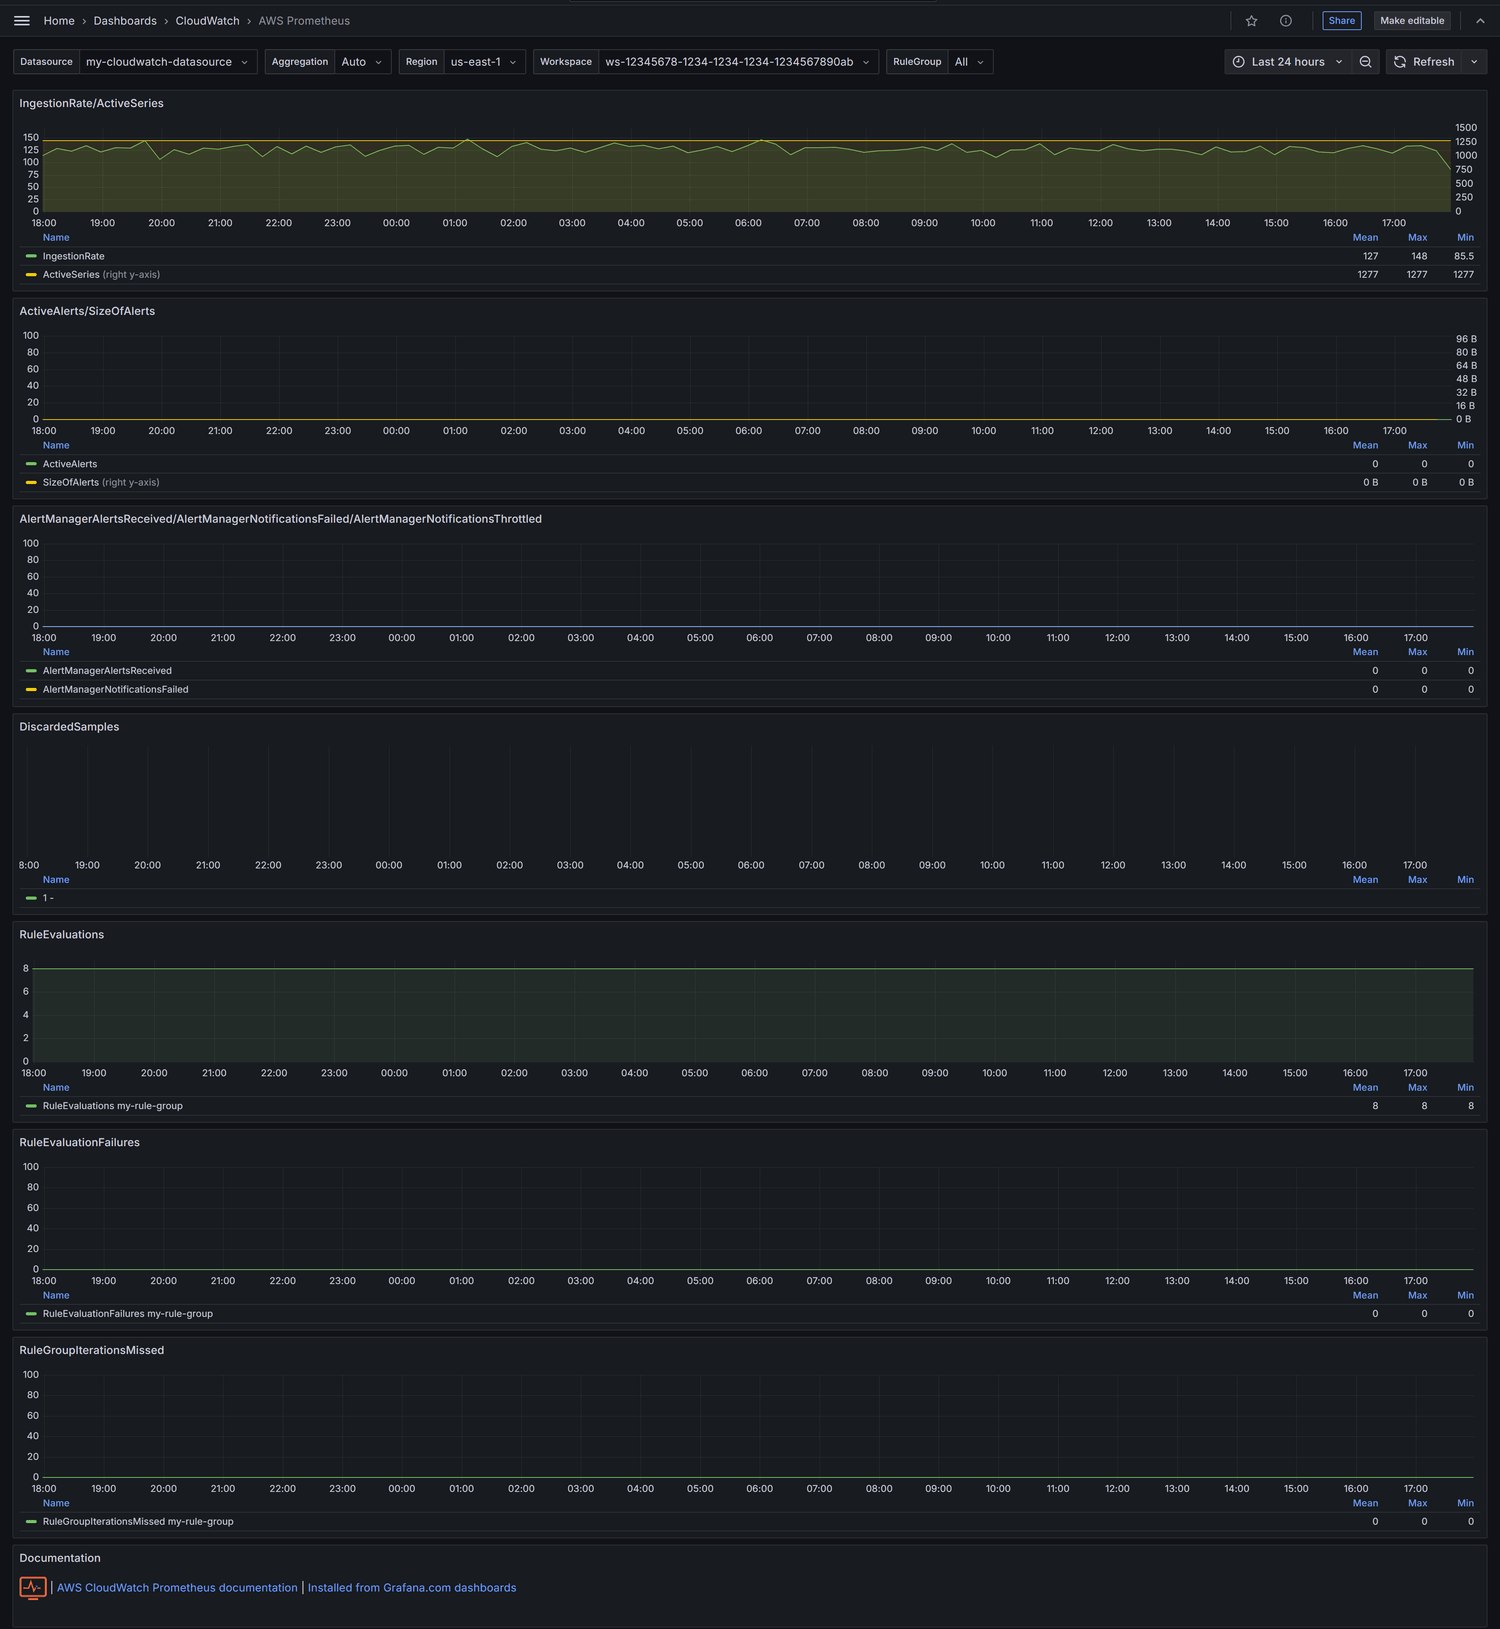 Home › Dashboards › CloudWatch › AWS Prometheus Share Make editable
Datasource my-cloudwatch-datasource Aggregation Auto Region us-east-1 Workspace ws-12345678-1234-1234-1234-1234567890ab RuleGroup All Last 24 hours Refresh
IngestionRate/ActiveSeries
150
125
100
75
50
25
0
1500
1250
1000
750
500
250
0
18:00 19:00 20:00 21:00 22:00 23:00 00:00 01:00 02:00 03:00 04:00 05:00 06:00 07:00 08:00 09:00 10:00 11:00 12:00 13:00 14:00 15:00 16:00 17:00
Name Mean Max Min
IngestionRate 127 148 85.5
ActiveSeries (right y-axis) 1277 1277 1277
ActiveAlerts/SizeOfAlerts
100
80
60
40
20
0
96 B
80 B
64 B
48 B
32 B
16 B
0 B
18:00 19:00 20:00 21:00 22:00 23:00 00:00 01:00 02:00 03:00 04:00 05:00 06:00 07:00 08:00 09:00 10:00 11:00 12:00 13:00 14:00 15:00 16:00 17:00
Name Mean Max Min
ActiveAlerts 0 0 0
SizeOfAlerts (right y-axis) 0 B 0 B 0 B
AlertManagerAlertsReceived/AlertManagerNotificationsFailed/AlertManagerNotificationsThrottled
100
80
60
40
20
0
18:00 19:00 20:00 21:00 22:00 23:00 00:00 01:00 02:00 03:00 04:00 05:00 06:00 07:00 08:00 09:00 10:00 11:00 12:00 13:00 14:00 15:00 16:00 17:00
Name Mean Max Min
AlertManagerAlertsReceived 0 0 0
AlertManagerNotificationsFailed 0 0 0
DiscardedSamples
8:00 19:00 20:00 21:00 22:00 23:00 00:00 01:00 02:00 03:00 04:00 05:00 06:00 07:00 08:00 09:00 10:00 11:00 12:00 13:00 14:00 15:00 16:00 17:00
Name Mean Max Min
1 -
RuleEvaluations
8
6
4
2
0
18:00 19:00 20:00 21:00 22:00 23:00 00:00 01:00 02:00 03:00 04:00 05:00 06:00 07:00 08:00 09:00 10:00 11:00 12:00 13:00 14:00 15:00 16:00 17:00
Name Mean Max Min
RuleEvaluations my-rule-group 8 8 8
RuleEvaluationFailures
100
80
60
40
20
0
18:00 19:00 20:00 21:00 22:00 23:00 00:00 01:00 02:00 03:00 04:00 05:00 06:00 07:00 08:00 09:00 10:00 11:00 12:00 13:00 14:00 15:00 16:00 17:00
Name Mean Max Min
RuleEvaluationFailures my-rule-group 0 0 0
RuleGroupIterationsMissed
100
80
60
40
20
0
18:00 19:00 20:00 21:00 22:00 23:00 00:00 01:00 02:00 03:00 04:00 05:00 06:00 07:00 08:00 09:00 10:00 11:00 12:00 13:00 14:00 15:00 16:00 17:00
Name Mean Max Min
RuleGroupIterationsMissed my-rule-group 0 0 0
Documentation
| AWS CloudWatch Prometheus documentation | Installed from Grafana.com dashboards